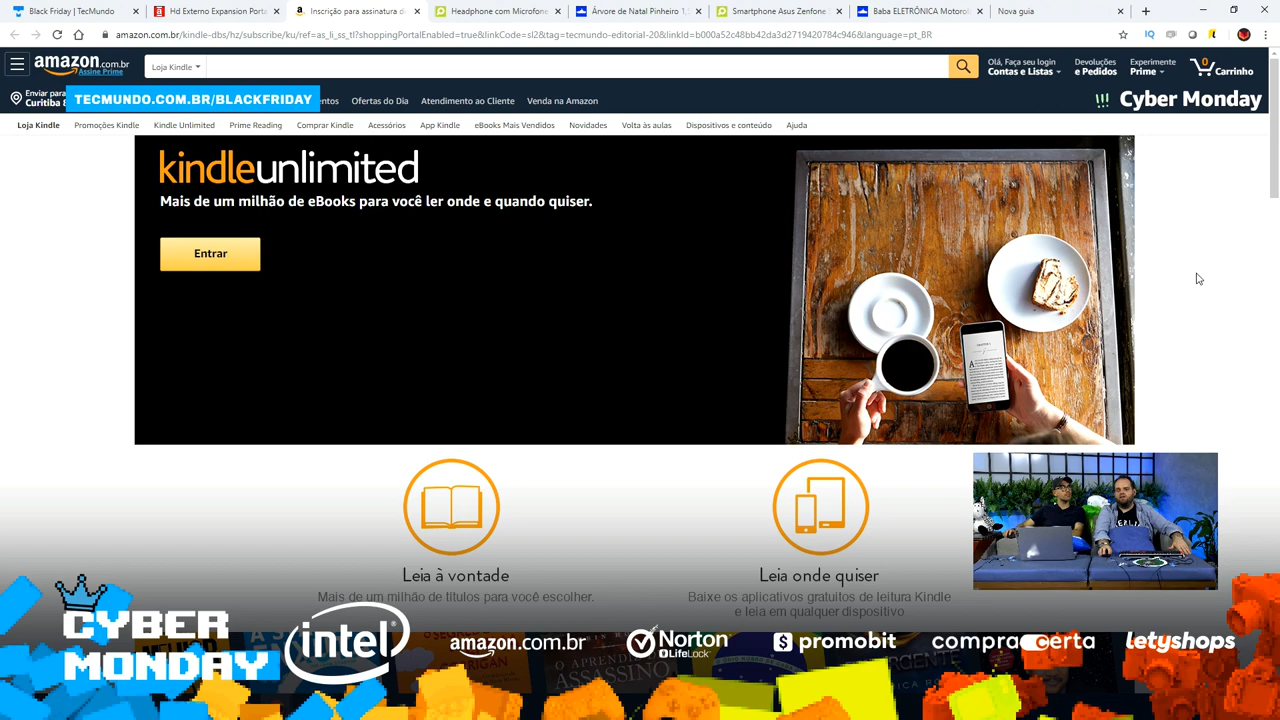 Black Friday | TecMundo
Hd Externo Expansion Porta
Inscrição para assinatura de
Headphone com Microfone
Árvore de Natal Pinheiro 1,
Smartphone Asus Zenfone
Baba ELETRÔNICA Motorol
Nova guia
amazon.com.br/kindle-dbs/hz/subscribe/ku/ref=as_li_ss_tl?shoppingPortalEnabled=true&linkCode=sl2&tag=tecmundo-editorial-20&linkId=b000a52c48bb42da3d2719420784c946&language=pt_BR
amazon.com.br
Assine Prime
Loja Kindle
Olá, Faça seu login
Contas e Listas
Devoluções
e Pedidos
Experimente
Prime
0
Carrinho
Enviar para
Curitiba
TECMUNDO.COM.BR/BLACKFRIDAY
Ofertas do Dia
Atendimento ao Cliente
Venda na Amazon
Cyber Monday
Loja Kindle
Promoções Kindle
Kindle Unlimited
Prime Reading
Comprar Kindle
Acessórios
App Kindle
eBooks Mais Vendidos
Novidades
Volta às aulas
Dispositivos e conteúdo
Ajuda
kindleunlimited
Mais de um milhão de eBooks para você ler onde e quando quiser.
Entrar
Leia à vontade
Mais de um milhão de títulos para você escolher.
Leia onde quiser
Baixe os aplicativos gratuitos de leitura Kindle
e leia em qualquer dispositivo
CYBER
MONDAY
intel
amazon.com.br
Norton
LifeLock
promobit
compra certa
letyshops
O APRENDIZ
ASSASSINO